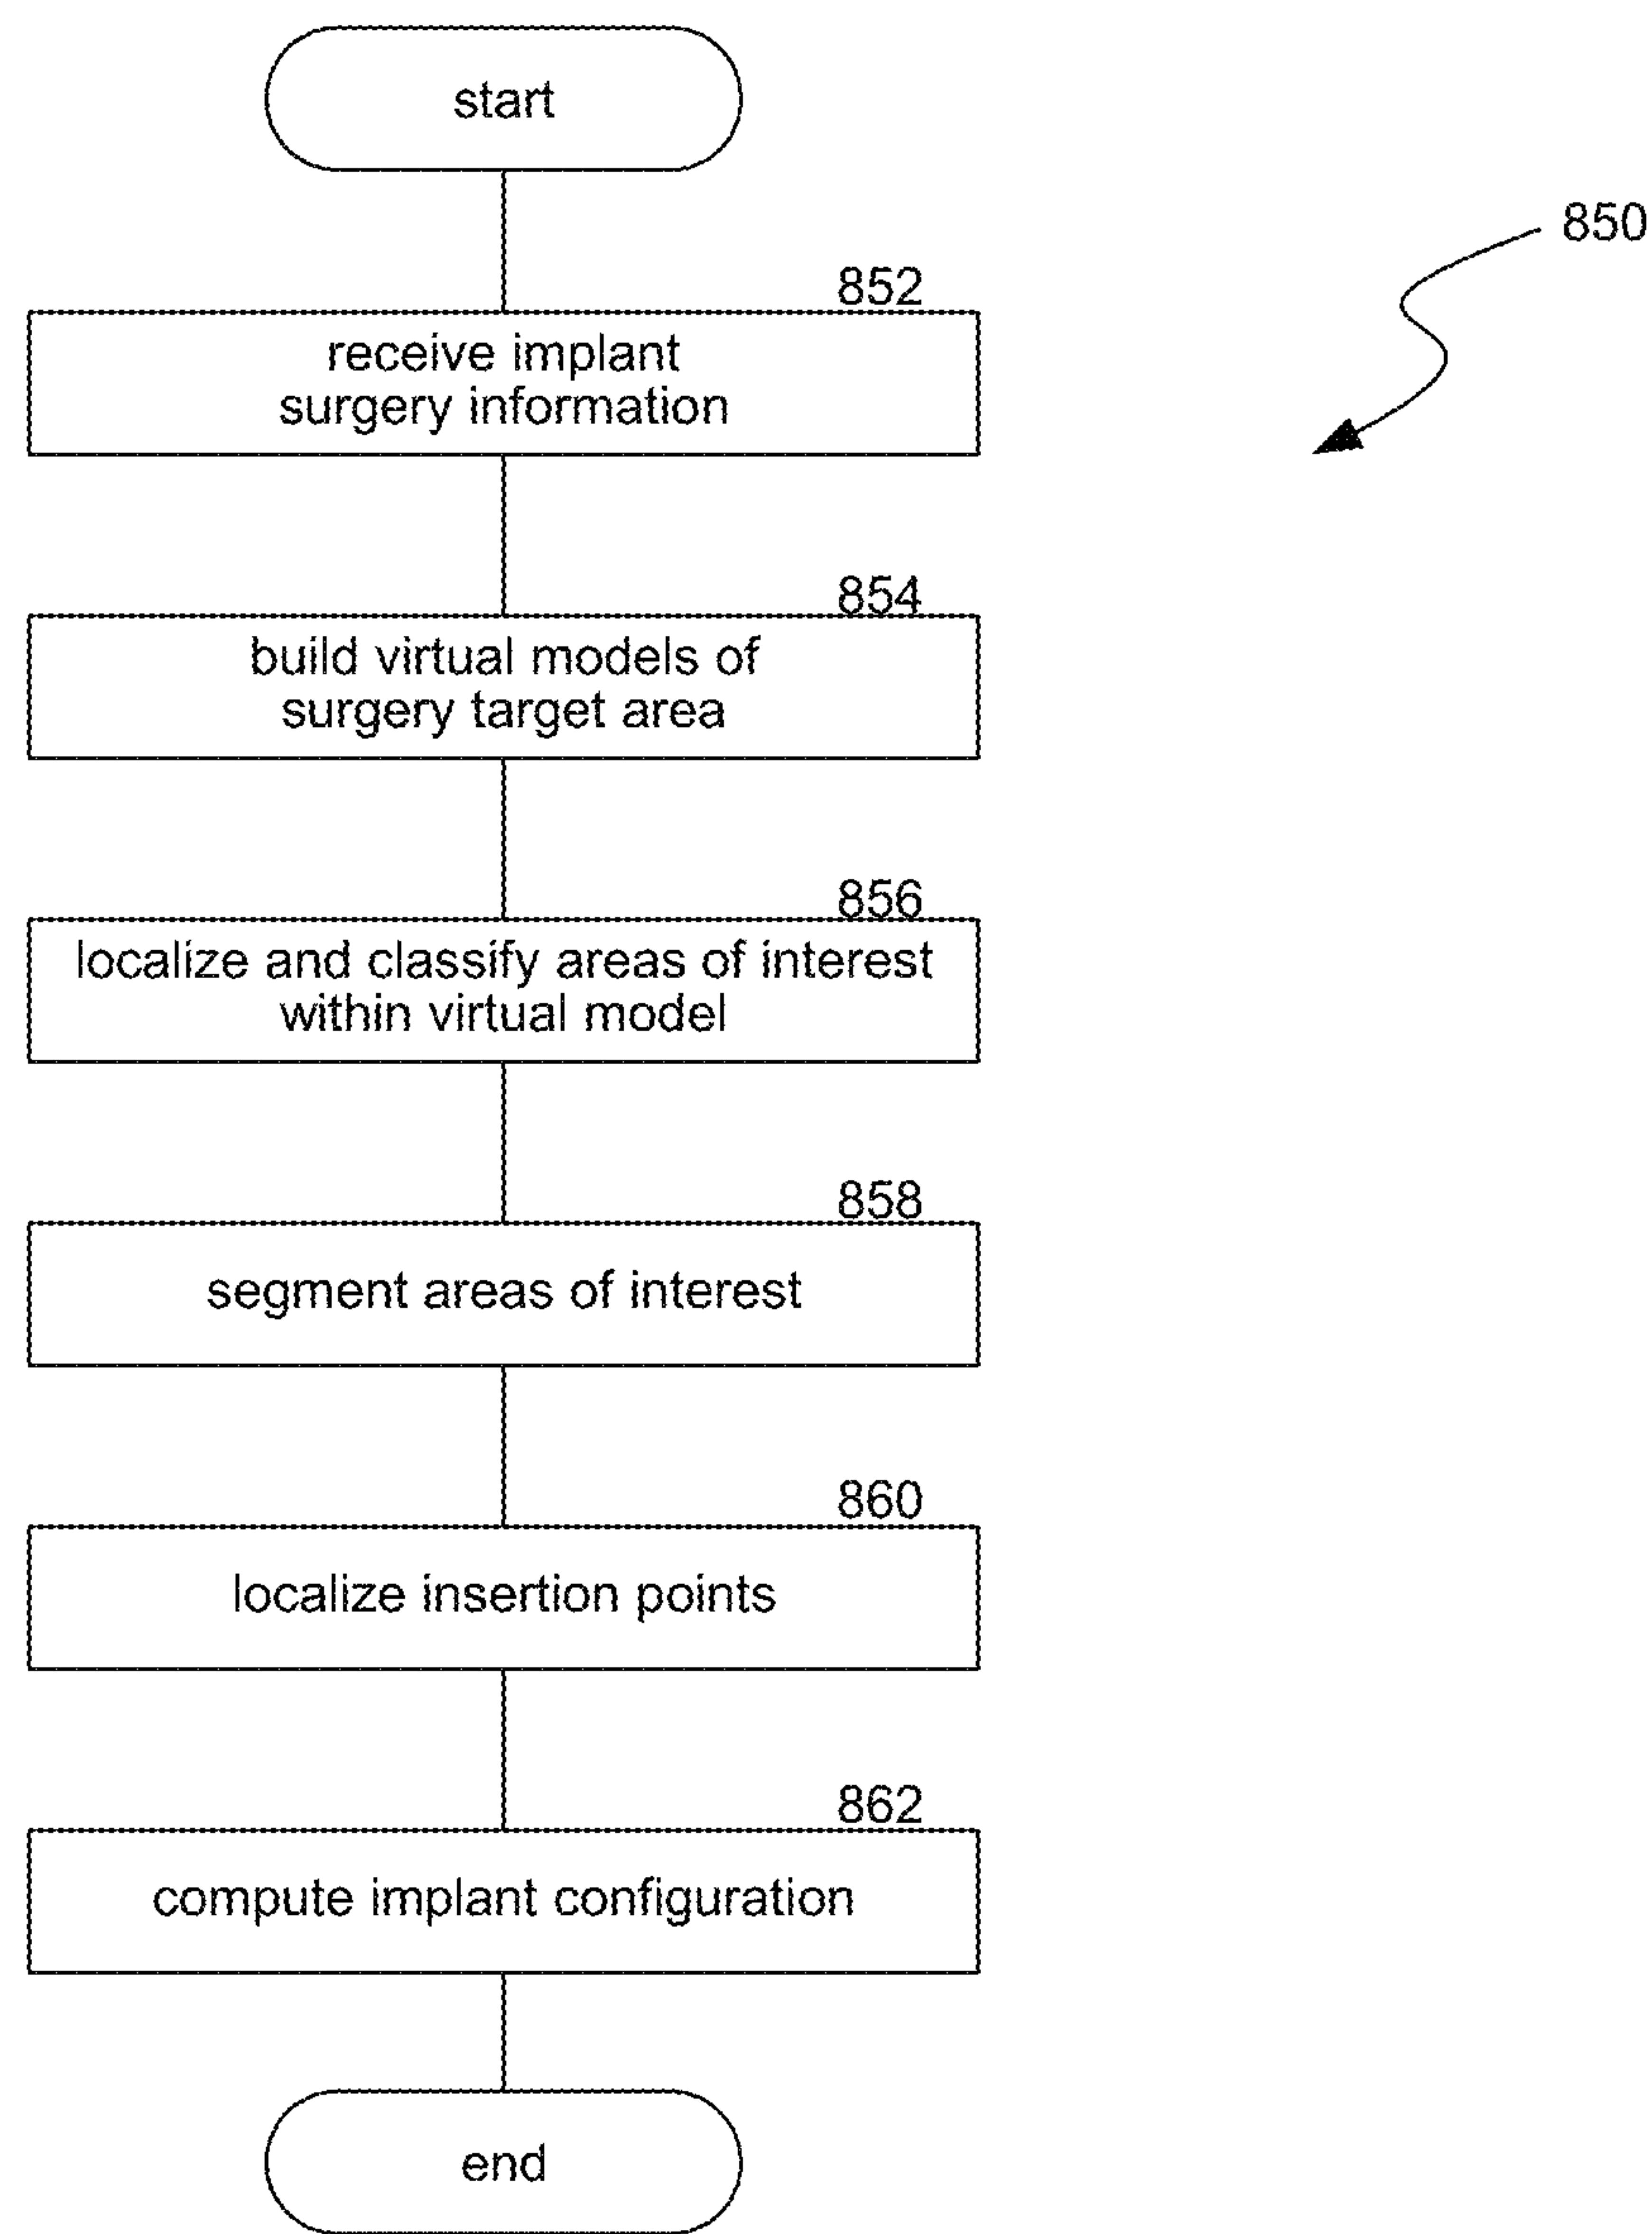 start
850
852
receive implant
surgery information
854
build virtual models of
surgery target area
856
localize and classify areas of interest
within virtual model
858
segment areas of interest
860
localize insertion points
862
compute implant configuration
end